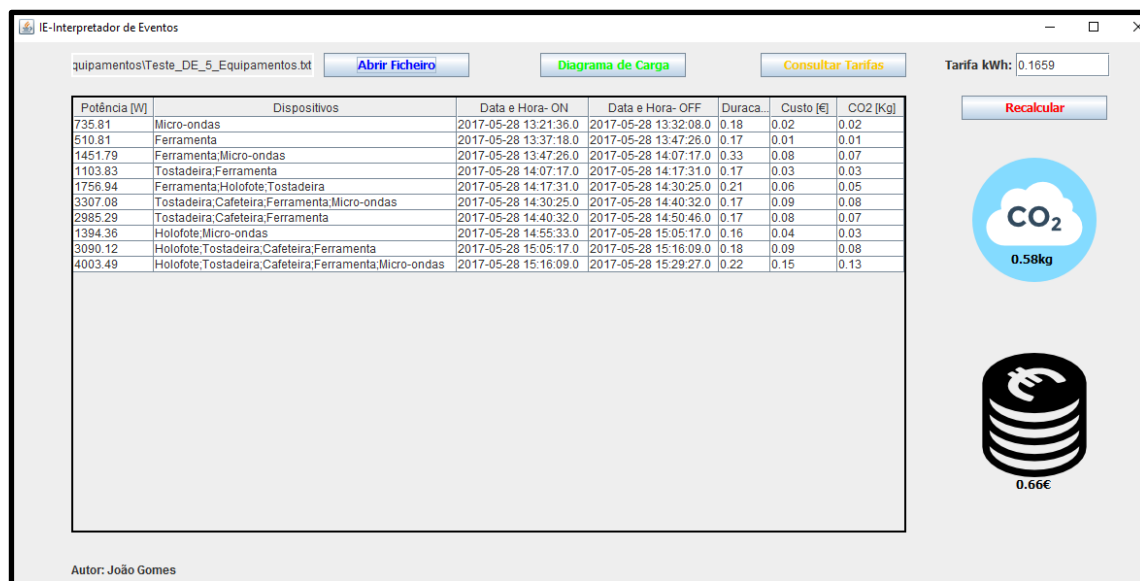 IE-Interpretador de Eventos
quipamentos\Teste_DE_5_Equipamentos.txt Abrir Ficheiro Diagrama de Carga Consultar Tarifas Tarifa kWh: 0.1659
Recalcular
Potência [W] Dispositivos Data e Hora- ON Data e Hora- OFF Duraca... Custo [€] CO2 [Kg]
735.81 Micro-ondas 2017-05-28 13:21:36.0 2017-05-28 13:32:08.0 0.18 0.02 0.02
510.81 Ferramenta 2017-05-28 13:37:18.0 2017-05-28 13:47:26.0 0.17 0.01 0.01
1451.79 Ferramenta;Micro-ondas 2017-05-28 13:47:26.0 2017-05-28 14:07:17.0 0.33 0.08 0.07
1103.83 Tostadeira;Ferramenta 2017-05-28 14:07:17.0 2017-05-28 14:17:31.0 0.17 0.03 0.03
1756.94 Ferramenta;Holofote;Tostadeira 2017-05-28 14:17:31.0 2017-05-28 14:30:25.0 0.21 0.06 0.05
3307.08 Tostadeira;Cafeteira;Ferramenta;Micro-ondas 2017-05-28 14:30:25.0 2017-05-28 14:40:32.0 0.17 0.09 0.08
2985.29 Tostadeira;Cafeteira;Ferramenta 2017-05-28 14:40:32.0 2017-05-28 14:50:46.0 0.17 0.08 0.07
1394.36 Holofote;Micro-ondas 2017-05-28 14:55:33.0 2017-05-28 15:05:17.0 0.16 0.04 0.03
3090.12 Holofote;Tostadeira;Cafeteira;Ferramenta 2017-05-28 15:05:17.0 2017-05-28 15:16:09.0 0.18 0.09 0.08
4003.49 Holofote;Tostadeira;Cafeteira;Ferramenta;Micro-ondas 2017-05-28 15:16:09.0 2017-05-28 15:29:27.0 0.22 0.15 0.13
CO₂
0.58kg
€
0.66€
Autor: João Gomes